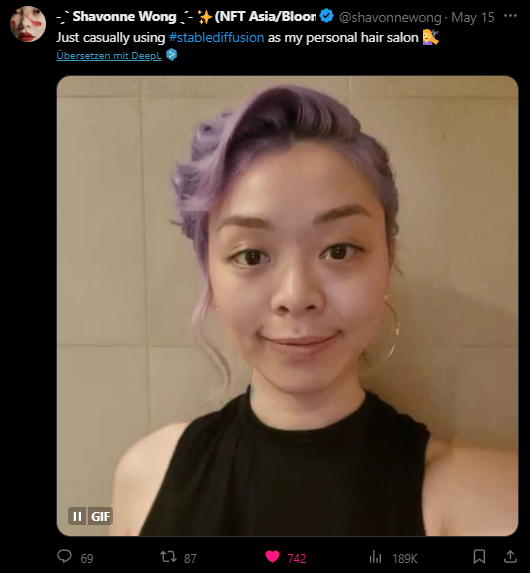 -ˏ` Shavonne Wong ˎ´- ✨ (NFT Asia/Bloom @shavonnewong · May 15
Just casually using #stablediffusion as my personal hair salon 💇
Übersetzen mit DeepL
GIF
69 87 742 189K